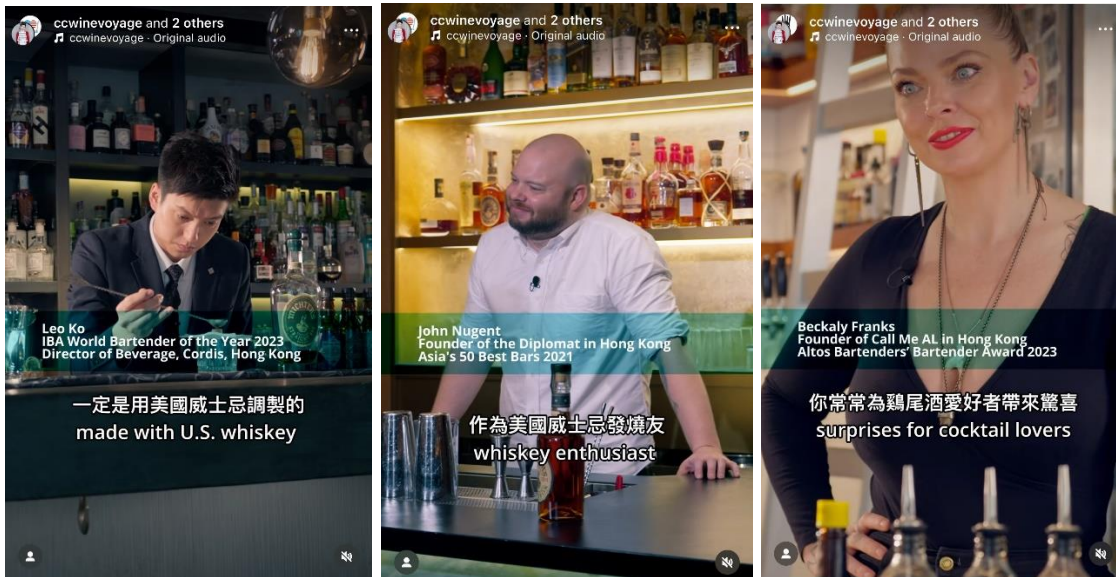 ccwinevoyage and 2 others
ccwinevoyage · Original audio
Leo Ko
IBA World Bartender of the Year 2023
Director of Beverage, Cordis, Hong Kong
一定是用美國威士忌調製的
made with U.S. whiskey
ccwinevoyage and 2 others
ccwinevoyage · Original audio
John Nugent
Founder of the Diplomat in Hong Kong
Asia's 50 Best Bars 2021
作為美國威士忌發燒友
whiskey enthusiast
ccwinevoyage and 2 others
ccwinevoyage · Original audio
Beckaly Franks
Founder of Call Me AL in Hong Kong
Altos Bartenders’ Bartender Award 2023
你常常為鷄尾酒愛好者帶來驚喜
surprises for cocktail lovers